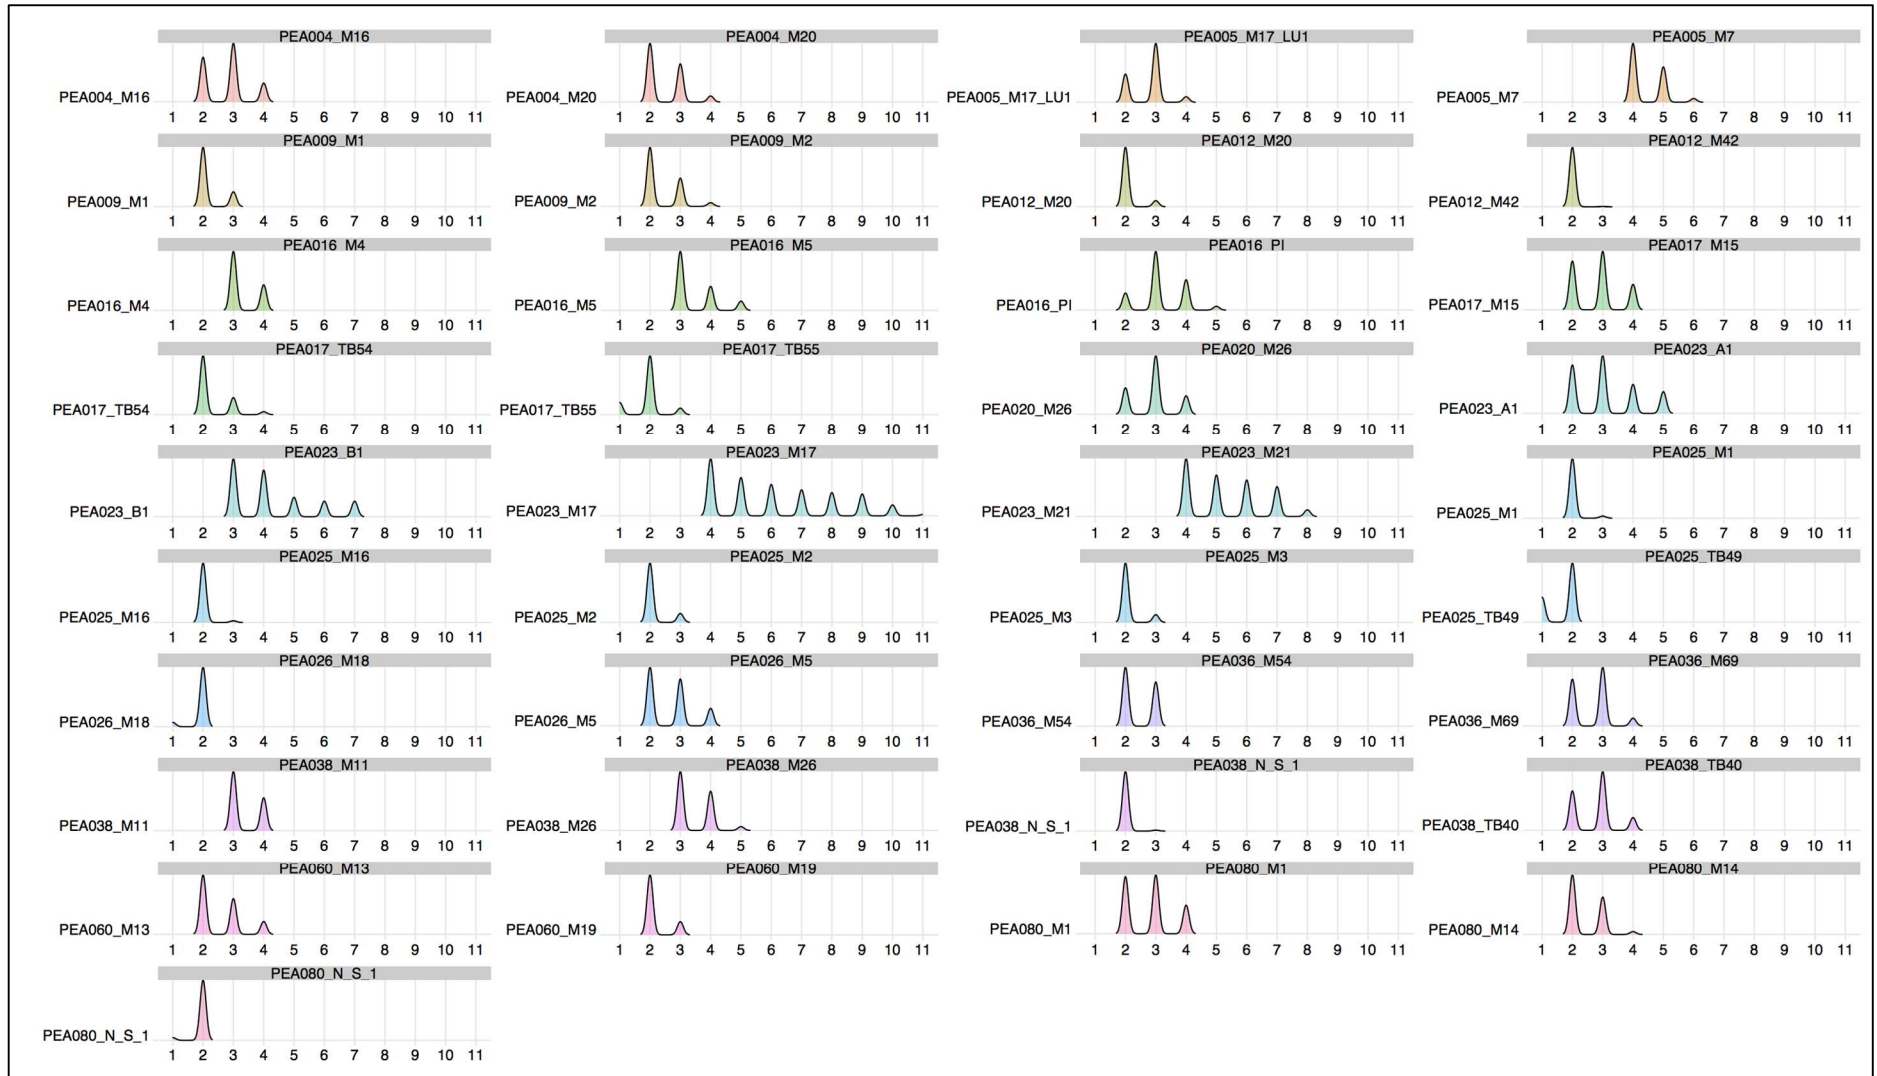 PEA004_M16 PEA004_M20 PEA005_M17_LU1 PEA005_M7
PEA004_M16 PEA004_M20 PEA005_M17_LU1 PEA005_M7
1 2 3 4 5 6 7 8 9 10 11 1 2 3 4 5 6 7 8 9 10 11 1 2 3 4 5 6 7 8 9 10 11 1 2 3 4 5 6 7 8 9 10 11
PEA009_M1 PEA009_M2 PEA012_M20 PEA012_M42
PEA009_M1 PEA009_M2 PEA012_M20 PEA012_M42
1 2 3 4 5 6 7 8 9 10 11 1 2 3 4 5 6 7 8 9 10 11 1 2 3 4 5 6 7 8 9 10 11 1 2 3 4 5 6 7 8 9 10 11
PEA016_M4 PEA016_M5 PEA016_PI PEA017_M15
PEA016_M4 PEA016_M5 PEA016_PI PEA017_M15
1 2 3 4 5 6 7 8 9 10 11 1 2 3 4 5 6 7 8 9 10 11 1 2 3 4 5 6 7 8 9 10 11 1 2 3 4 5 6 7 8 9 10 11
PEA017_TB54 PEA017_TB55 PEA020_M26 PEA023_A1
PEA017_TB54 PEA017_TB55 PEA020_M26 PEA023_A1
1 2 3 4 5 6 7 8 9 10 11 1 2 3 4 5 6 7 8 9 10 11 1 2 3 4 5 6 7 8 9 10 11 1 2 3 4 5 6 7 8 9 10 11
PEA023_B1 PEA023_M17 PEA023_M21 PEA025_M1
PEA023_B1 PEA023_M17 PEA023_M21 PEA025_M1
1 2 3 4 5 6 7 8 9 10 11 1 2 3 4 5 6 7 8 9 10 11 1 2 3 4 5 6 7 8 9 10 11 1 2 3 4 5 6 7 8 9 10 11
PEA025_M16 PEA025_M2 PEA025_M3 PEA025_TB49
PEA025_M16 PEA025_M2 PEA025_M3 PEA025_TB49
1 2 3 4 5 6 7 8 9 10 11 1 2 3 4 5 6 7 8 9 10 11 1 2 3 4 5 6 7 8 9 10 11 1 2 3 4 5 6 7 8 9 10 11
PEA026_M18 PEA026_M5 PEA036_M54 PEA036_M69
PEA026_M18 PEA026_M5 PEA036_M54 PEA036_M69
1 2 3 4 5 6 7 8 9 10 11 1 2 3 4 5 6 7 8 9 10 11 1 2 3 4 5 6 7 8 9 10 11 1 2 3 4 5 6 7 8 9 10 11
PEA038_M11 PEA038_M26 PEA038_N_S_1 PEA038_TB40
PEA038_M11 PEA038_M26 PEA038_N_S_1 PEA038_TB40
1 2 3 4 5 6 7 8 9 10 11 1 2 3 4 5 6 7 8 9 10 11 1 2 3 4 5 6 7 8 9 10 11 1 2 3 4 5 6 7 8 9 10 11
PEA060_M13 PEA060_M19 PEA080_M1 PEA080_M14
PEA060_M13 PEA060_M19 PEA080_M1 PEA080_M14
1 2 3 4 5 6 7 8 9 10 11 1 2 3 4 5 6 7 8 9 10 11 1 2 3 4 5 6 7 8 9 10 11 1 2 3 4 5 6 7 8 9 10 11
PEA080_N_S_1
PEA080_N_S_1
1 2 3 4 5 6 7 8 9 10 11